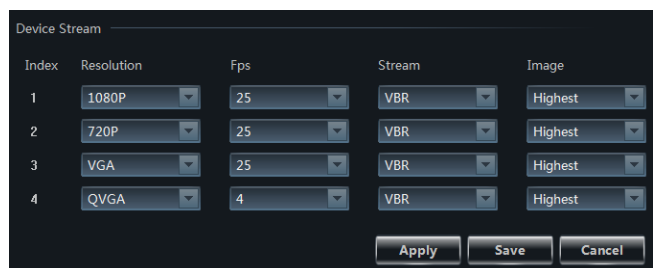 Device Stream
Index Resolution Fps Stream Image
1 1080P 25 VBR Highest
2 720P 25 VBR Highest
3 VGA 25 VBR Highest
4 QVGA 4 VBR Highest
Apply Save Cancel